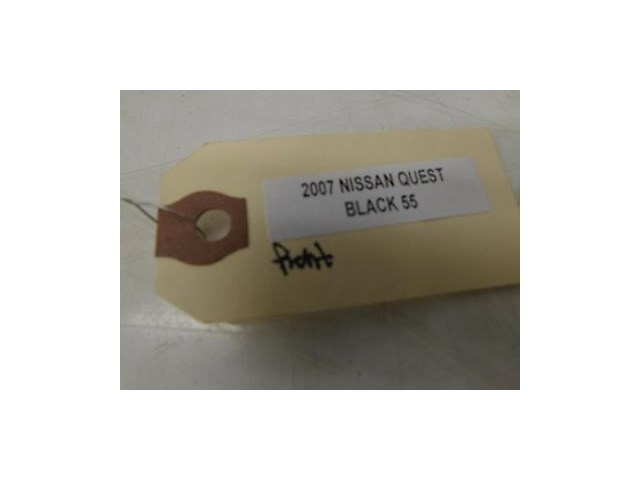 2007 NISSAN QUEST
BLACK 55
front